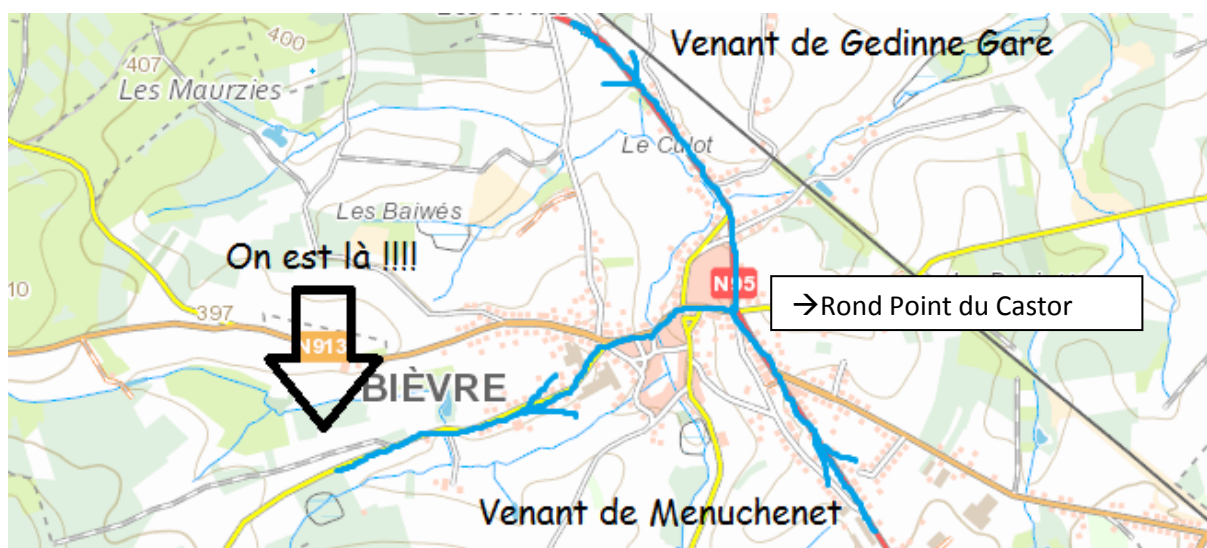 Venant de Gedinne Gare
400
407
Les Maurzies
Le Culot
Les Baiwés
On est là !!!!
10
397
N95
→Rond Point du Castor
N913
BIÈVRE
Venant de Menuchenet